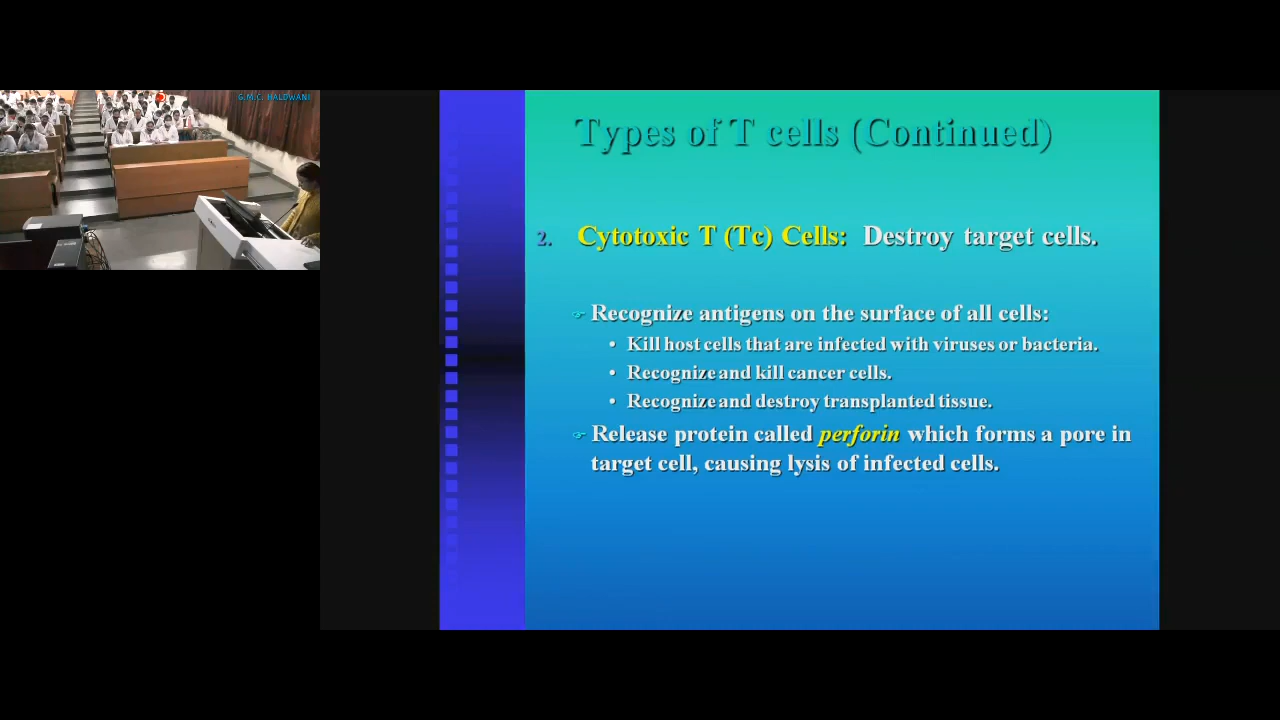 G.M.C. HALDWANI
Types of T cells (Continued)
2. Cytotoxic T (Tc) Cells: Destroy target cells.
☞ Recognize antigens on the surface of all cells:
• Kill host cells that are infected with viruses or bacteria.
• Recognize and kill cancer cells.
• Recognize and destroy transplanted tissue.
☞ Release protein called perforin which forms a pore in
target cell, causing lysis of infected cells.